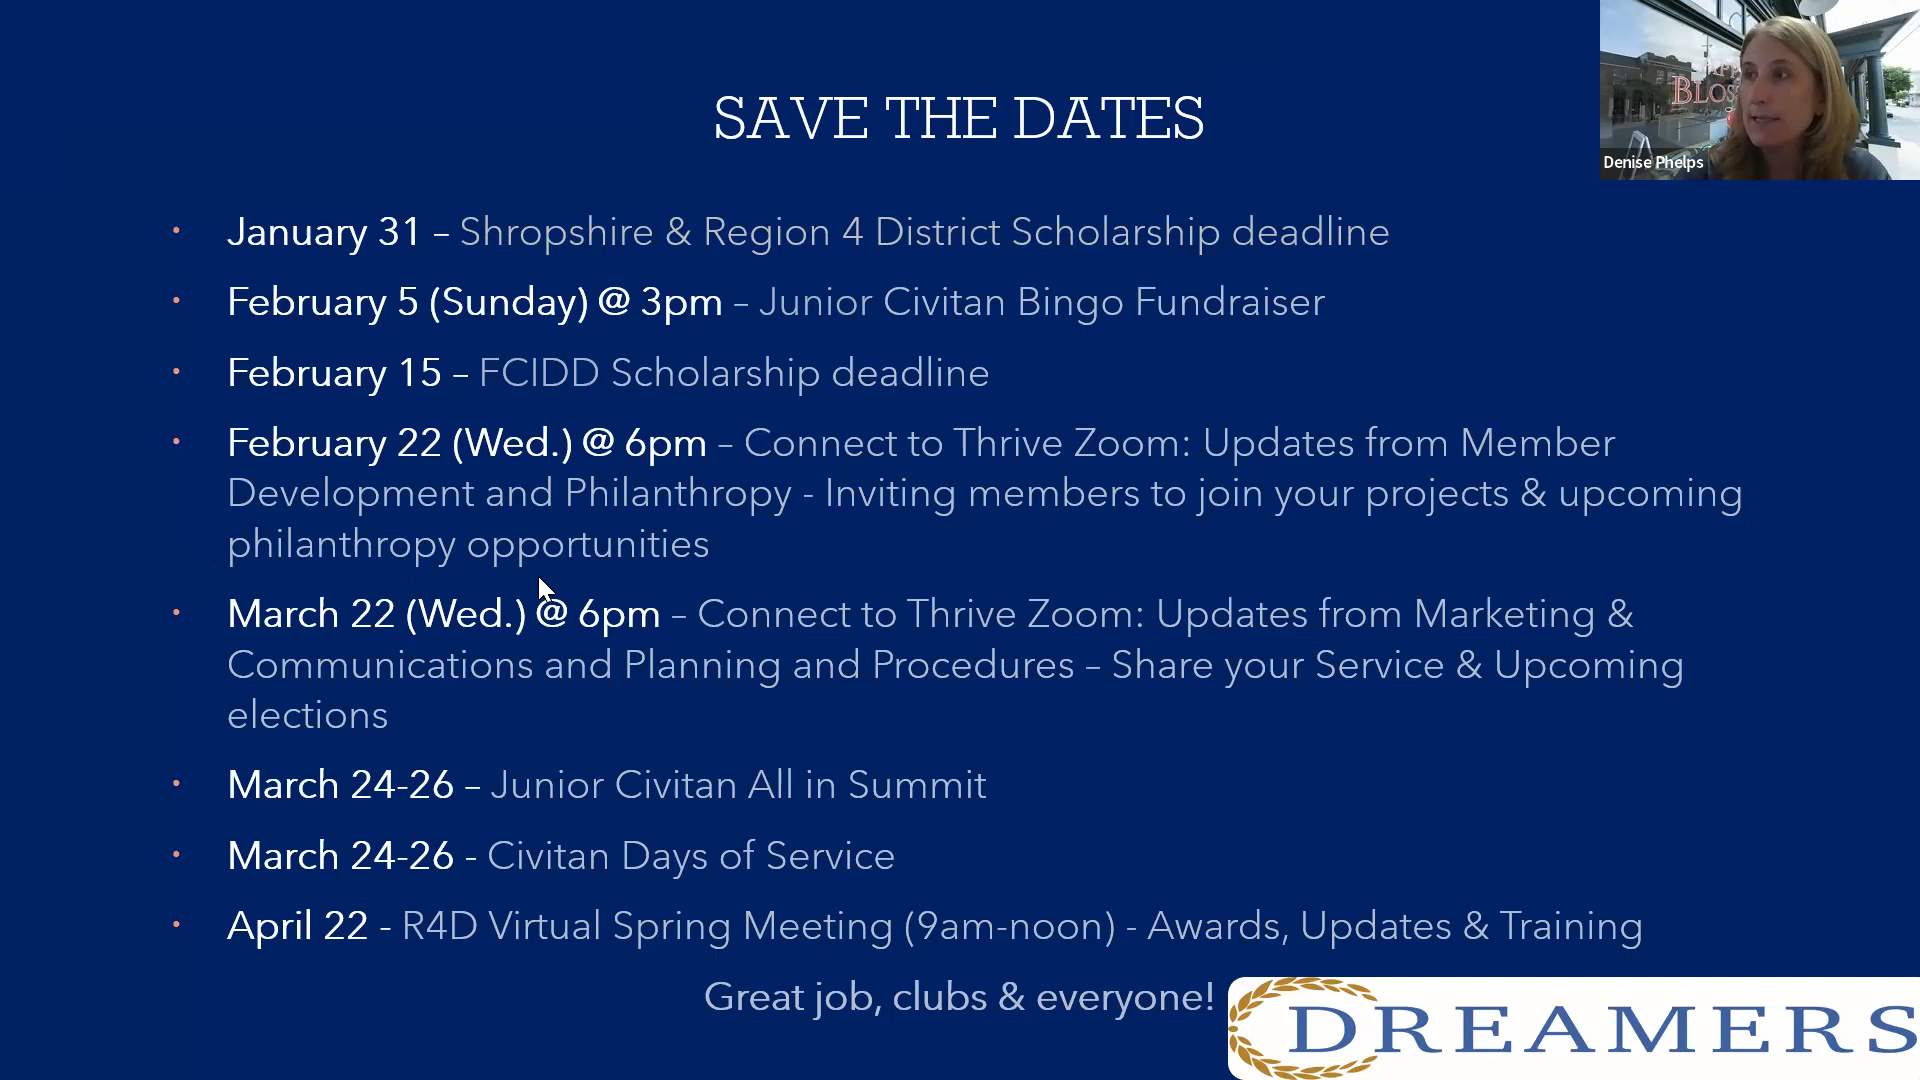 SAVE THE DATES
Denise Phelps
• January 31 – Shropshire & Region 4 District Scholarship deadline
• February 5 (Sunday) @ 3pm – Junior Civitan Bingo Fundraiser
• February 15 – FCIDD Scholarship deadline
• February 22 (Wed.) @ 6pm – Connect to Thrive Zoom: Updates from Member
Development and Philanthropy - Inviting members to join your projects & upcoming
philanthropy opportunities
• March 22 (Wed.) @ 6pm – Connect to Thrive Zoom: Updates from Marketing &
Communications and Planning and Procedures – Share your Service & Upcoming
elections
• March 24-26 – Junior Civitan All in Summit
• March 24-26 - Civitan Days of Service
• April 22 - R4D Virtual Spring Meeting (9am-noon) - Awards, Updates & Training
Great job, clubs & everyone!
DREAMERS